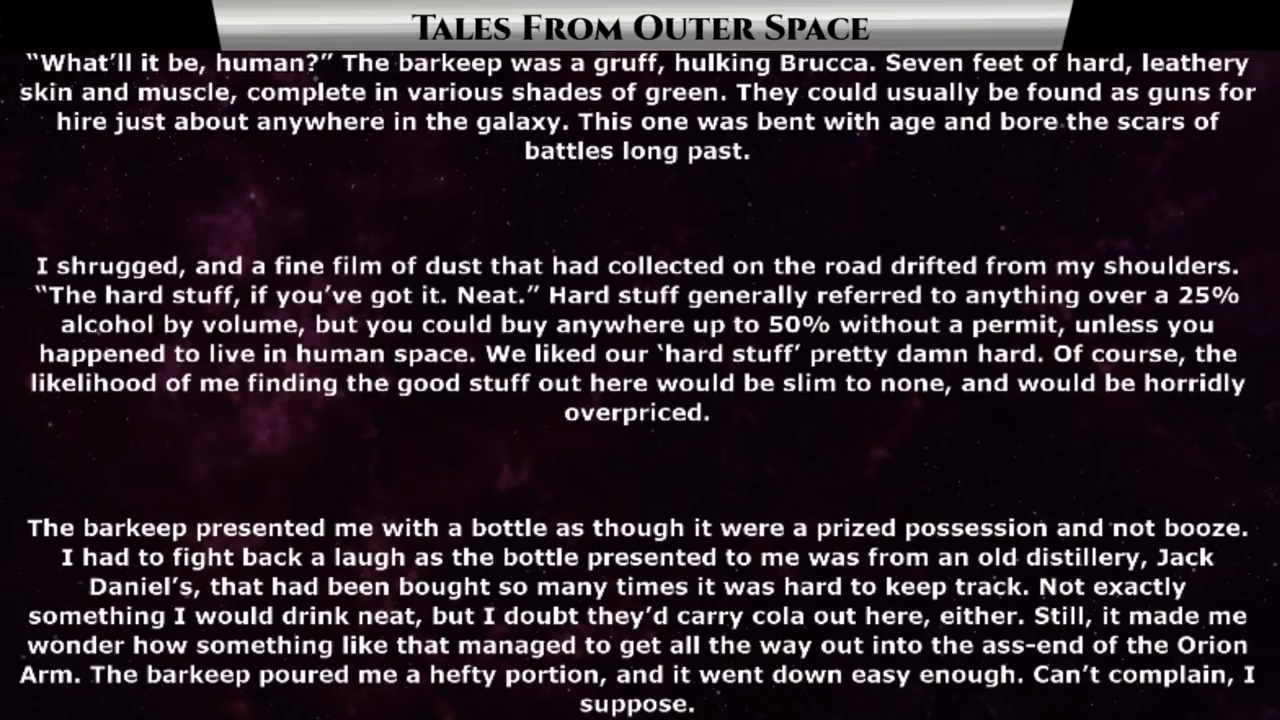 Tales From Outer Space
“What’ll it be, human?” The barkeep was a gruff, hulking Brucca. Seven feet of hard, leathery
skin and muscle, complete in various shades of green. They could usually be found as guns for
hire just about anywhere in the galaxy. This one was bent with age and bore the scars of
battles long past.
I shrugged, and a fine film of dust that had collected on the road drifted from my shoulders.
“The hard stuff, if you’ve got it. Neat.” Hard stuff generally referred to anything over a 25%
alcohol by volume, but you could buy anywhere up to 50% without a permit, unless you
happened to live in human space. We liked our ‘hard stuff’ pretty damn hard. Of course, the
likelihood of me finding the good stuff out here would be slim to none, and would be horridly
overpriced.
The barkeep presented me with a bottle as though it were a prized possession and not booze.
I had to fight back a laugh as the bottle presented to me was from an old distillery, Jack
Daniel’s, that had been bought so many times it was hard to keep track. Not exactly
something I would drink neat, but I doubt they’d carry cola out here, either. Still, it made me
wonder how something like that managed to get all the way out into the ass-end of the Orion
Arm. The barkeep poured me a hefty portion, and it went down easy enough. Can’t complain, I
suppose.